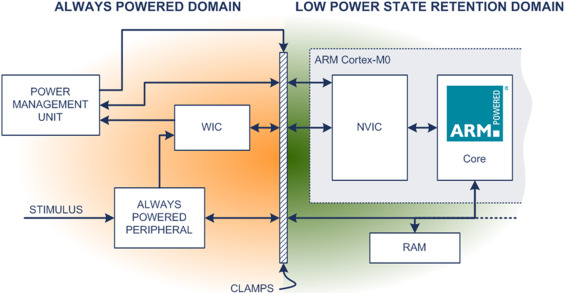 ALWAYS POWERED DOMAIN
LOW POWER STATE RETENTION DOMAIN
ARM Cortex-M0
POWER
MANAGEMENT
UNIT
WIC
NVIC
ARM
POWERED
®
Core
STIMULUS
ALWAYS
POWERED
PERIPHERAL
RAM
CLAMPS